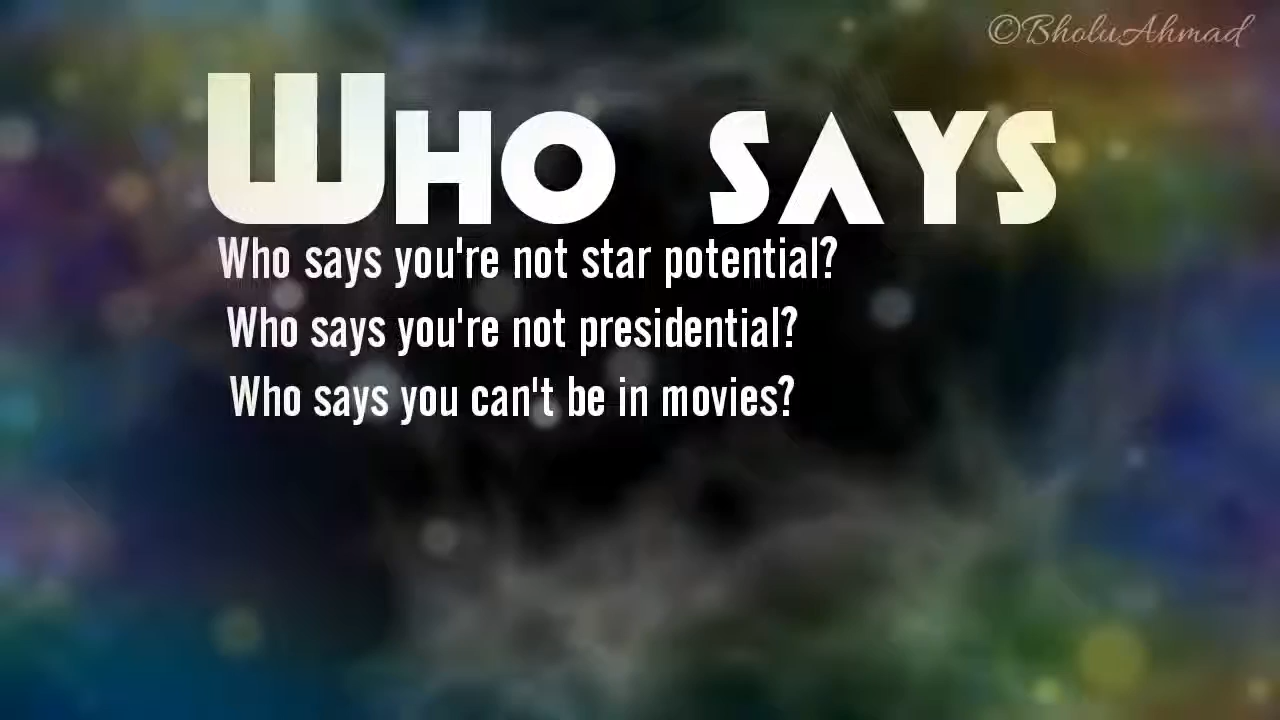 ©BholuAhmad
Who says
Who says you're not star potential?
Who says you're not presidential?
Who says you can't be in movies?